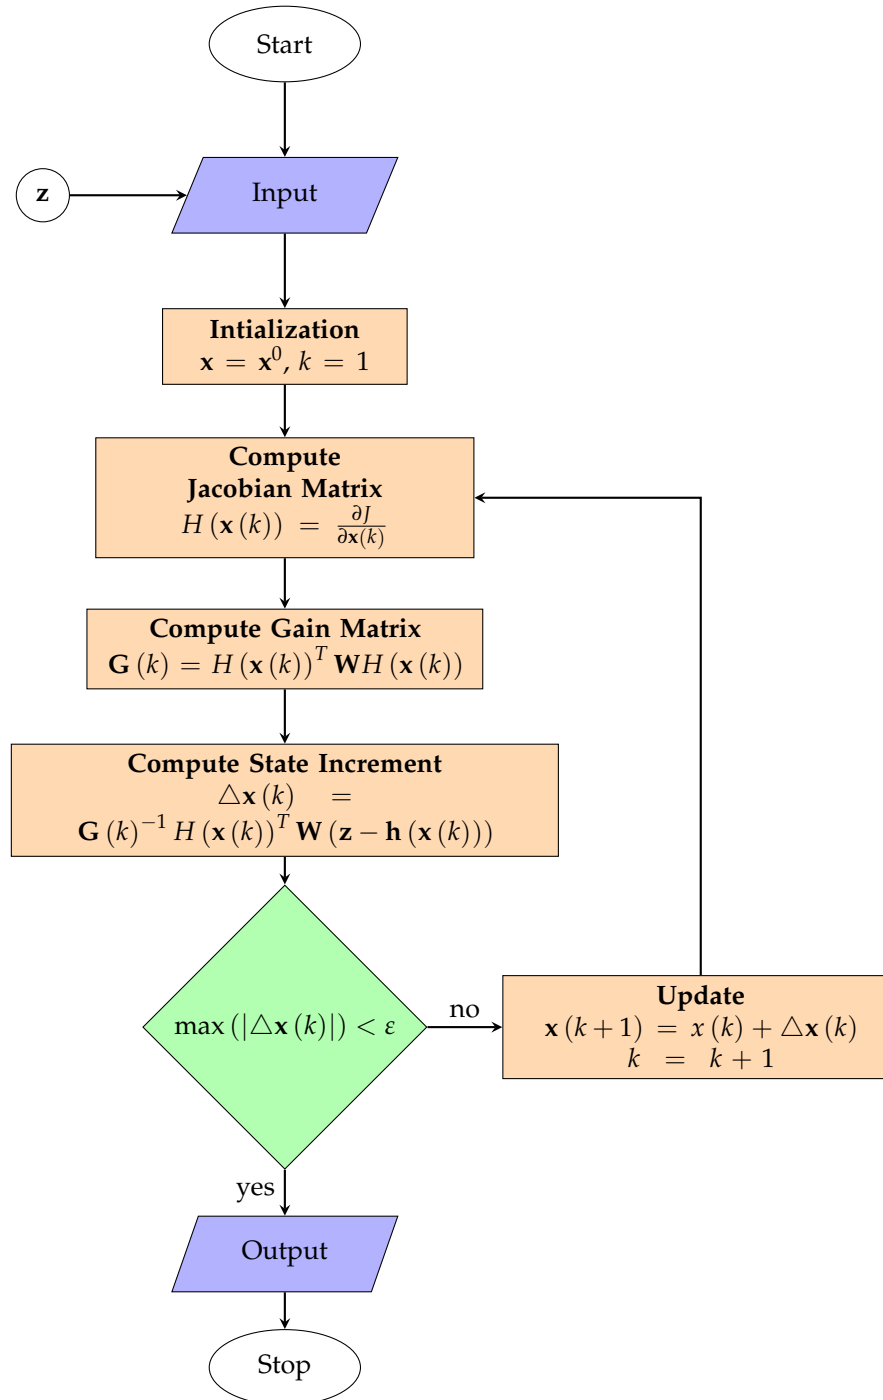 Start
z
Input
Intialization
x = x⁰, k = 1
Compute
Jacobian Matrix
H (x (k)) = ∂J/∂x(k)
Compute Gain Matrix
G (k) = H (x (k))ᵀ WH (x (k))
Compute State Increment
△x (k) =
G (k)⁻¹ H (x (k))ᵀ W (z − h (x (k)))
max (|△x (k)|) < ε
no
Update
x (k + 1) = x (k) + △x (k)
k = k + 1
yes
Output
Stop